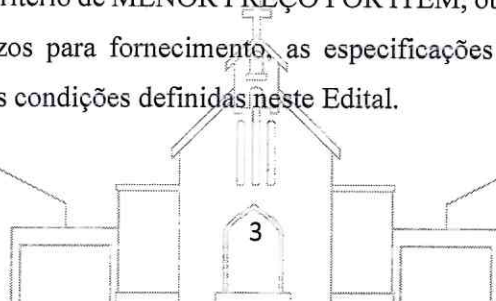 critério de MENOR PREÇO POR ITEM, ob
zos para fornecimento, as especificações
s condições definidas neste Edital.
3